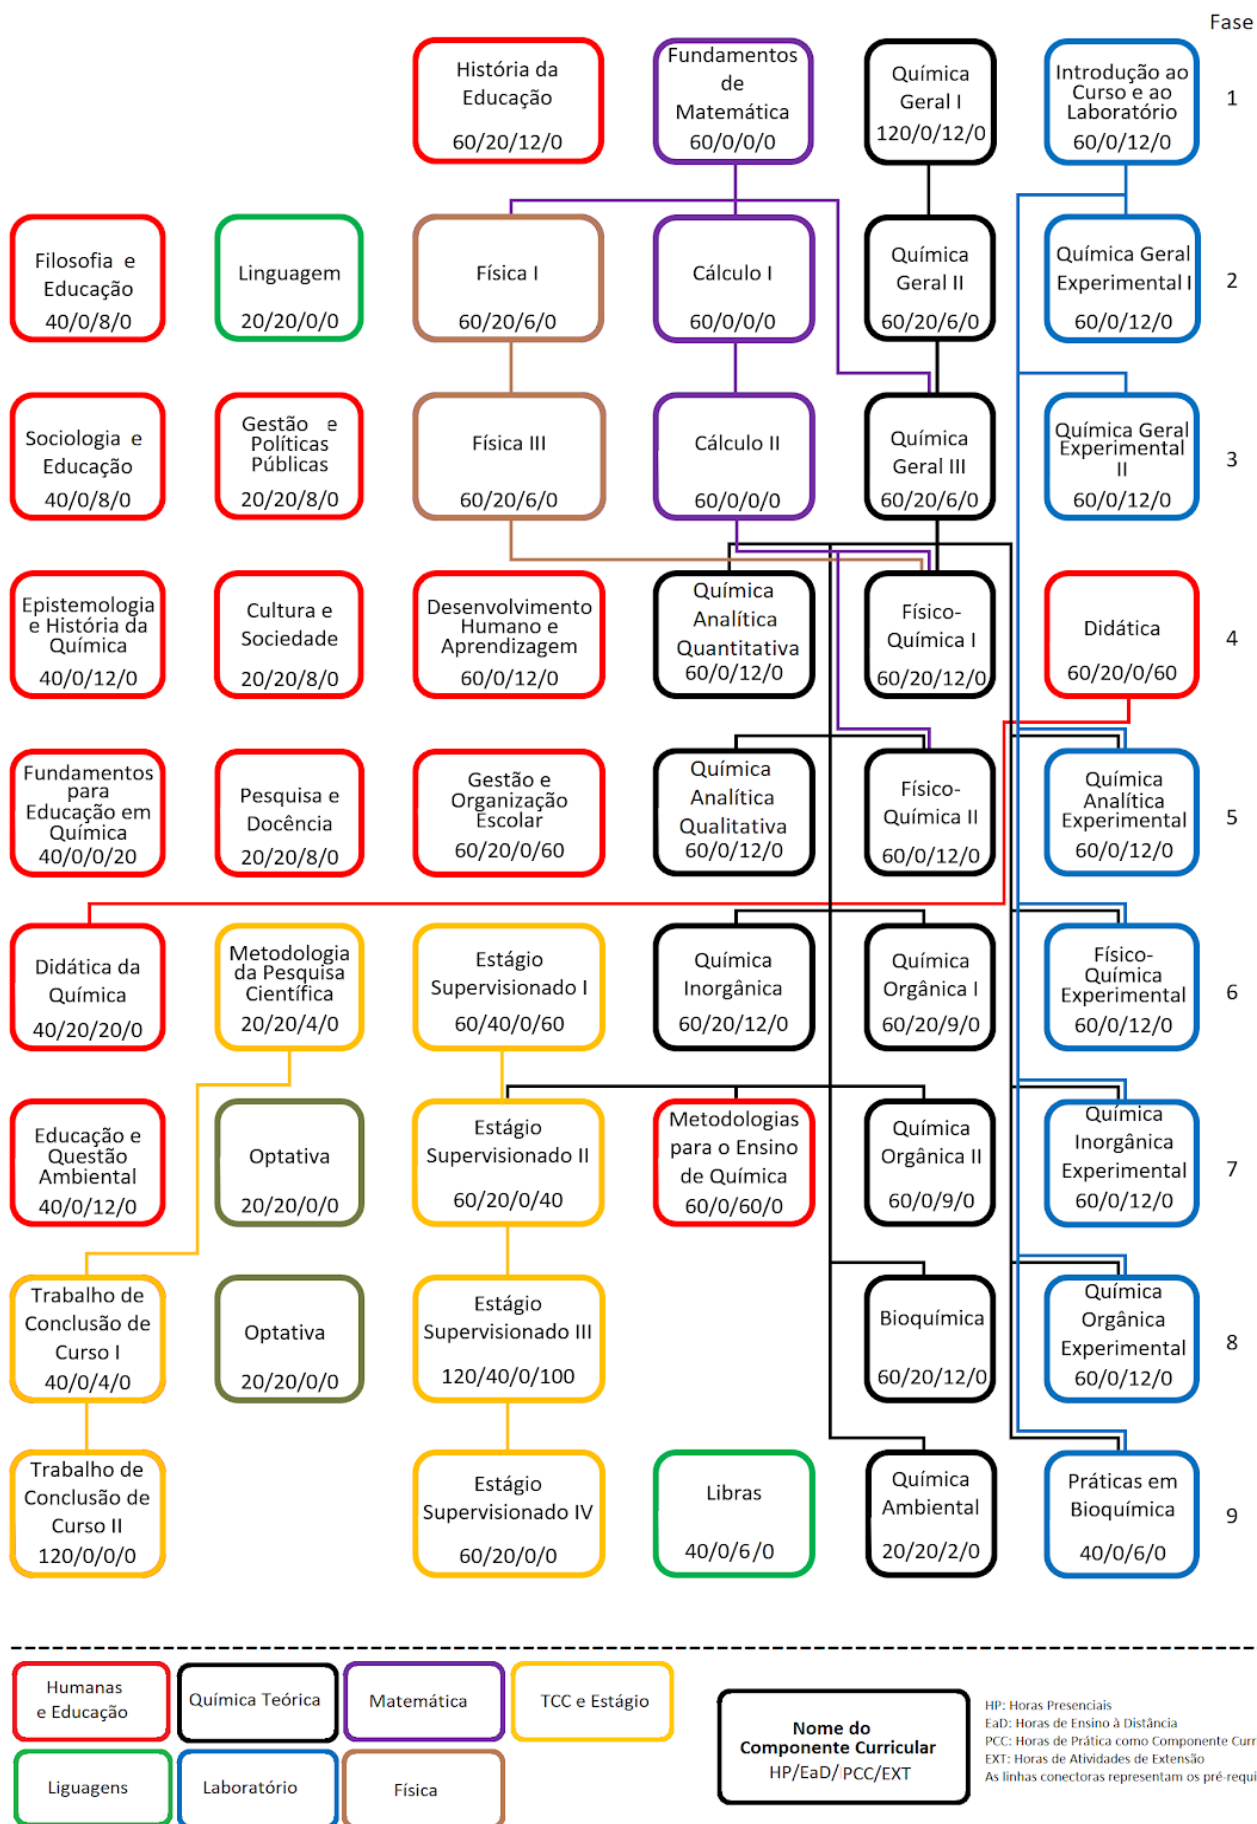 Fase
História da
Educação
60/20/12/0
Fundamentos
de
Matemática
60/0/0/0
Química
Geral I
120/0/12/0
Introdução ao
Curso e ao
Laboratório
60/0/12/0
1
Filosofia e
Educação
40/0/8/0
Linguagem
20/20/0/0
Física I
60/20/6/0
Cálculo I
60/0/0/0
Química
Geral II
60/20/6/0
Química Geral
Experimental I
60/0/12/0
2
Sociologia e
Educação
40/0/8/0
Gestão e
Políticas
Públicas
20/20/8/0
Física III
60/20/6/0
Cálculo II
60/0/0/0
Química
Geral III
60/20/6/0
Química Geral
Experimental
II
60/0/12/0
3
Epistemologia
e História da
Química
40/0/12/0
Cultura e
Sociedade
20/20/8/0
Desenvolvimento
Humano e
Aprendizagem
60/0/12/0
Química
Analítica
Quantitativa
60/0/12/0
Físico-
Química I
60/20/12/0
Didática
60/20/0/60
4
Fundamentos
para
Educação em
Química
40/0/0/20
Pesquisa e
Docência
20/20/8/0
Gestão e
Organização
Escolar
60/20/0/60
Química
Analítica
Qualitativa
60/0/12/0
Físico-
Química II
60/0/12/0
Química
Analítica
Experimental
60/0/12/0
5
Didática da
Química
40/20/20/0
Metodologia
da Pesquisa
Científica
20/20/4/0
Estágio
Supervisionado I
60/40/0/60
Química
Inorgânica
60/20/12/0
Química
Orgânica I
60/20/9/0
Físico-
Química
Experimental
60/0/12/0
6
Educação e
Questão
Ambiental
40/0/12/0
Optativa
20/20/0/0
Estágio
Supervisionado II
60/20/0/40
Metodologias
para o Ensino
de Química
60/0/60/0
Química
Orgânica II
60/0/9/0
Química
Inorgânica
Experimental
60/0/12/0
7
Trabalho de
Conclusão de
Curso I
40/0/4/0
Optativa
20/20/0/0
Estágio
Supervisionado III
120/40/0/100
Bioquímica
60/20/12/0
Química
Orgânica
Experimental
60/0/12/0
8
Trabalho de
Conclusão de
Curso II
120/0/0/0
Estágio
Supervisionado IV
60/20/0/0
Libras
40/0/6/0
Química
Ambiental
20/20/2/0
Práticas em
Bioquímica
40/0/6/0
9
Humanas
e Educação
Química Teórica
Matemática
TCC e Estágio
Liguagens
Laboratório
Física
Nome do
Componente Curricular
HP/EaD/PCC/EXT
HP: Horas Presenciais
EaD: Horas de Ensino à Distância
PCC: Horas de Prática como Componente Curr
EXT: Horas de Atividades de Extensão
As linhas conectoras representam os pré-requi